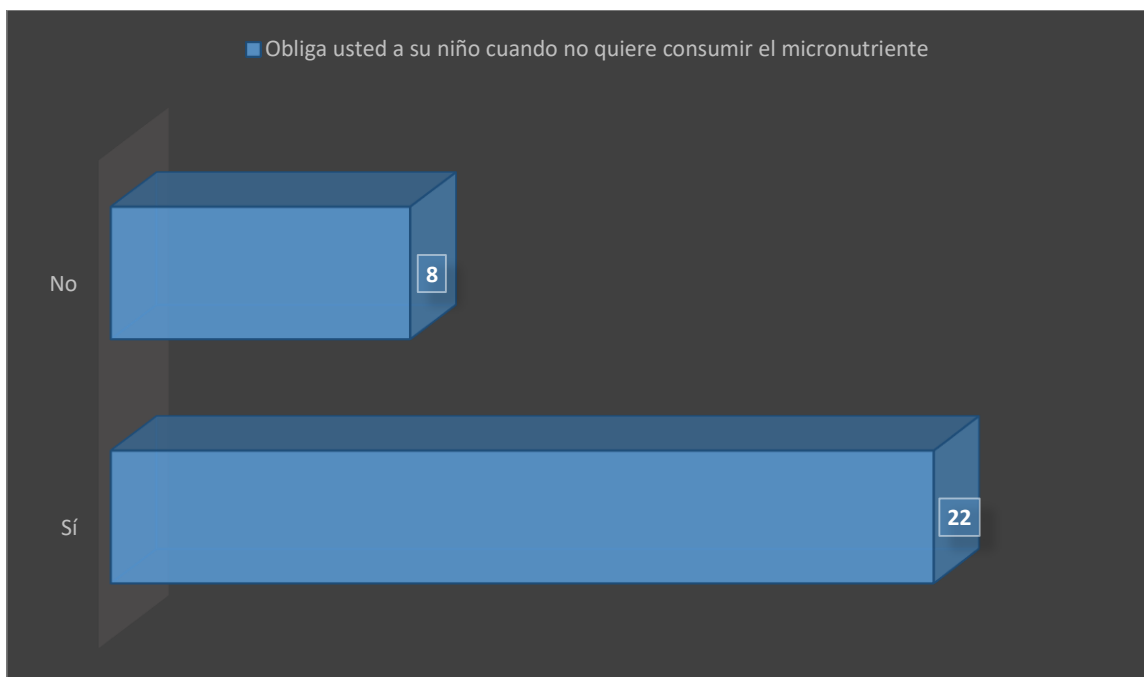 Obliga usted a su niño cuando no quiere consumir el micronutriente
No
8
Sí
22